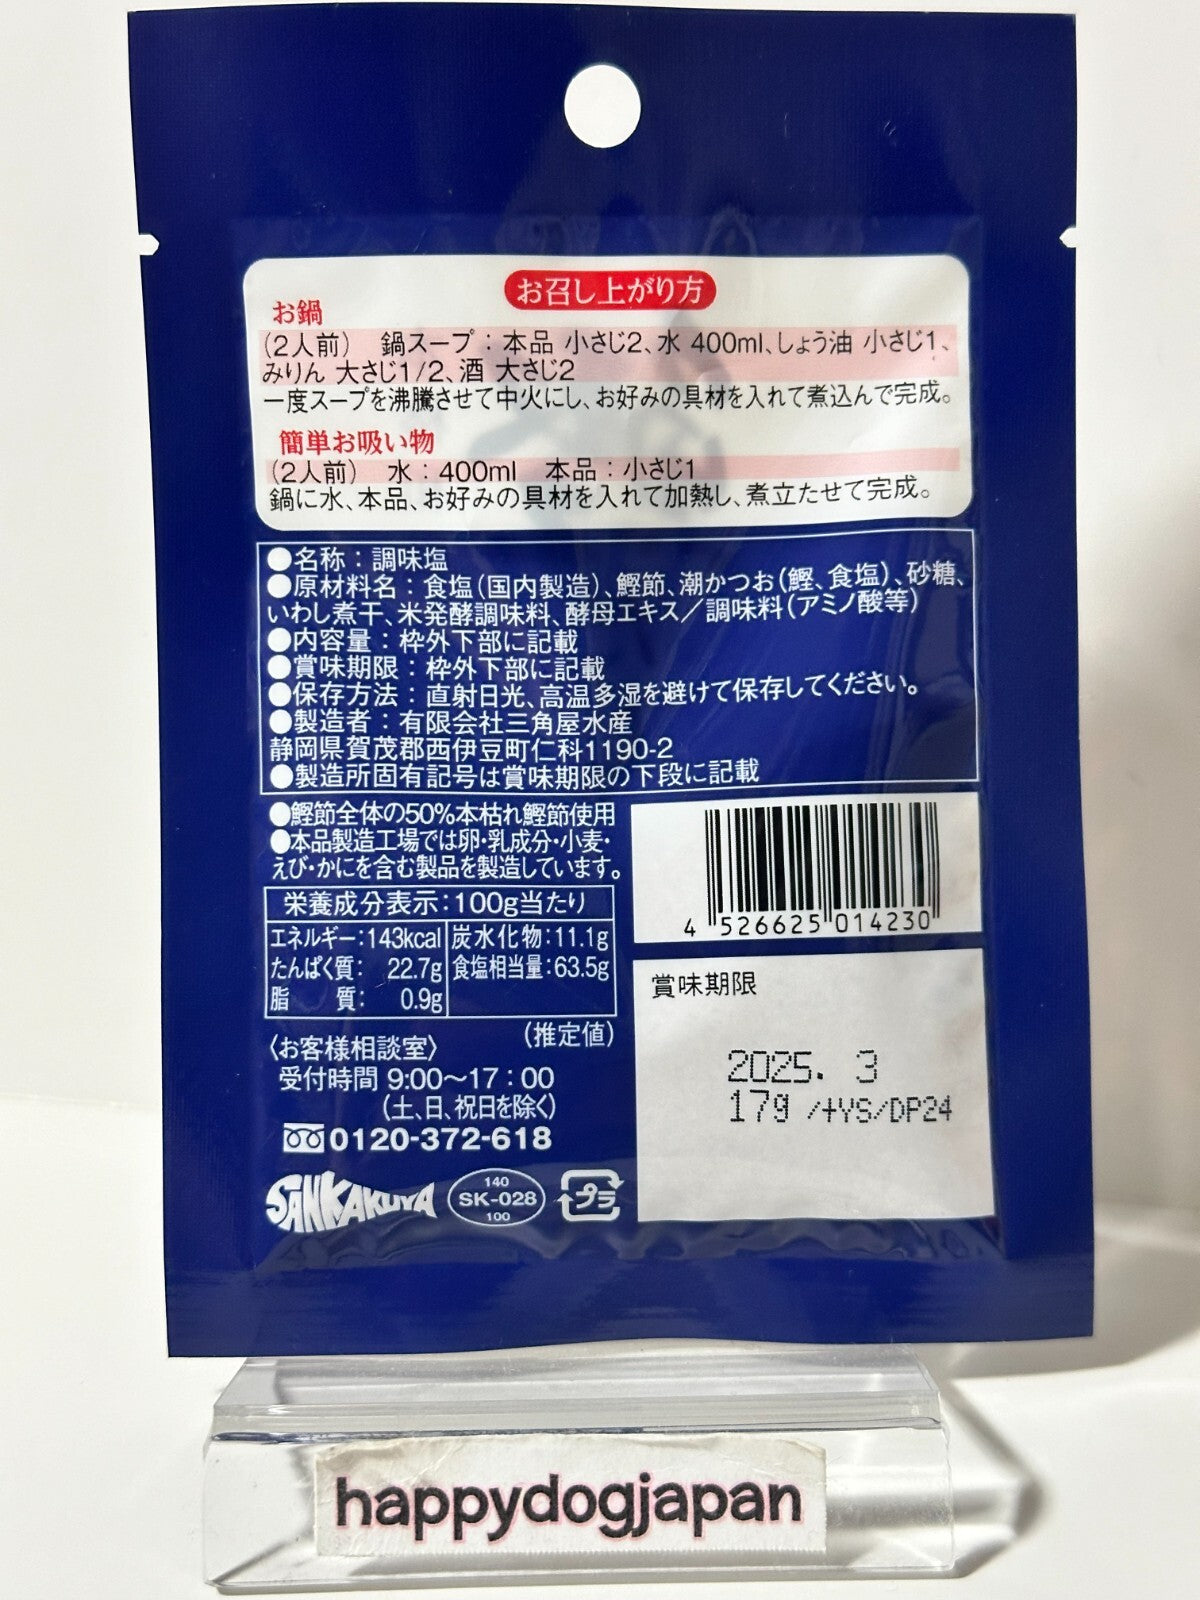 お召し上がり方
お鍋
(2人前) 鍋スープ：本品 小さじ2、水 400ml、しょう油 小さじ1、
みりん 大さじ1/2、酒 大さじ2
一度スープを沸騰させて中火にし、お好みの具材を入れて煮込んで完成。
簡単お吸い物
(2人前) 水：400ml 本品：小さじ1
鍋に水、本品、お好みの具材を入れて加熱し、煮立たせて完成。
●名称：調味塩
●原材料名：食塩(国内製造)、鰹節、潮かつお(鰹、食塩)、砂糖、
いわし煮干、米発酵調味料、酵母エキス／調味料(アミノ酸等)
●内容量：枠外下部に記載
●賞味期限：枠外下部に記載
●保存方法：直射日光、高温多湿を避けて保存してください。
●製造者：有限会社三角屋水産
静岡県賀茂郡西伊豆町仁科1190-2
●製造所固有記号は賞味期限の下段に記載
●鰹節全体の50%本枯れ鰹節使用
●本品製造工場では卵・乳成分・小麦・
えび・かにを含む製品を製造しています。
栄養成分表示：100g当たり
エネルギー：143kcal 炭水化物：11.1g
たんぱく質： 22.7g 食塩相当量：63.5g
脂 質： 0.9g
(推定値)
〈お客様相談室〉
受付時間 9:00〜17：00
(土、日、祝日を除く)
0120-372-618
SANKAKUYA
140
SK-028
100
プラ
4 526625 014230
賞味期限
2025. 3
17g /+YS/DP24
happydogjapan